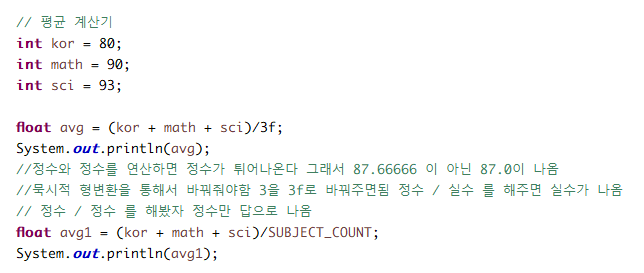 // 평균 계산기
int kor = 80;
int math = 90;
int sci = 93;
float avg = (kor + math + sci)/3f;
System.out.println(avg);
//정수와 정수를 연산하면 정수가 튀어나온다 그래서 87.66666 이 아닌 87.0이 나옴
//묵시적 형변환을 통해서 바꿔줘야함 3을 3f로 바꿔주면됨 정수 / 실수 를 해주면 실수가 나옴
// 정수 / 정수 를 해봤자 정수만 답으로 나옴
float avg1 = (kor + math + sci)/SUBJECT_COUNT;
System.out.println(avg1);